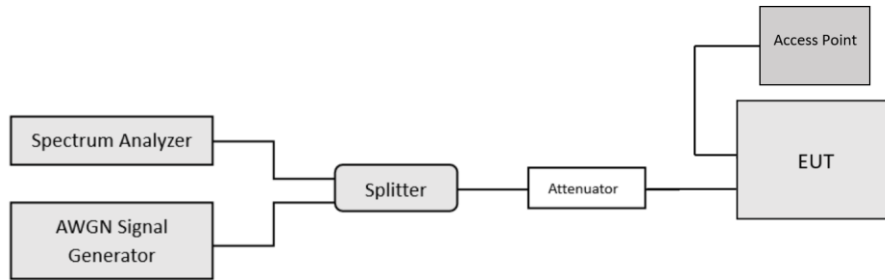 Access Point
Spectrum Analyzer
EUT
Splitter
Attenuator
AWGN Signal
Generator